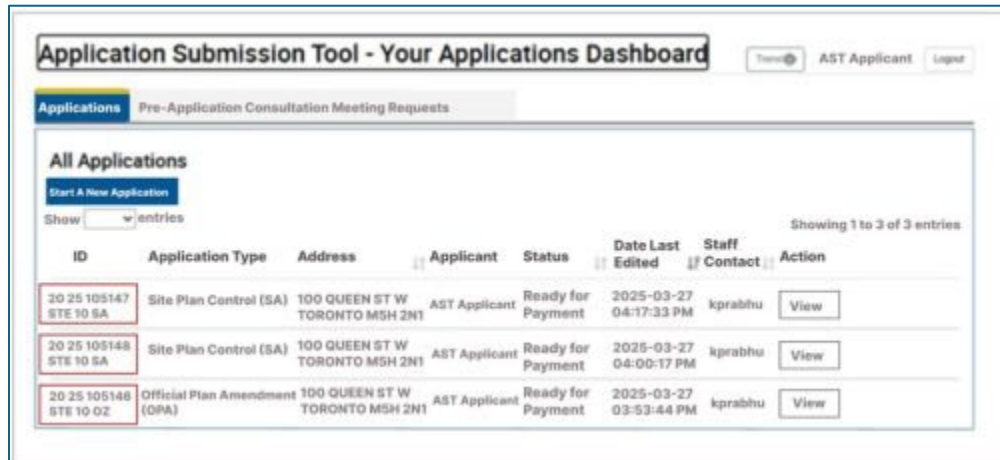 Application Submission Tool - Your Applications Dashboard
AST Applicant Logout
Applications Pre-Application Consultation Meeting Requests
All Applications
Start A New Application
Show entries
Showing 1 to 3 of 3 entries
ID Application Type Address Applicant Status Date Last Edited Staff Contact Action
20 25 105147 Site Plan Control (SA) 100 QUEEN ST W AST Applicant Ready for 2025-03-27 kprabhu View
STE 10 SA TORONTO M5H 2N1 Payment 04:17:33 PM
20 25 105148 Site Plan Control (SA) 100 QUEEN ST W AST Applicant Ready for 2025-03-27 kprabhu View
STE 10 SA TORONTO M5H 2N1 Payment 04:00:17 PM
20 25 105146 Official Plan Amendment 100 QUEEN ST W AST Applicant Ready for 2025-03-27 kprabhu View
STE 10 OZ (OPA) TORONTO M5H 2N1 Payment 03:53:44 PM